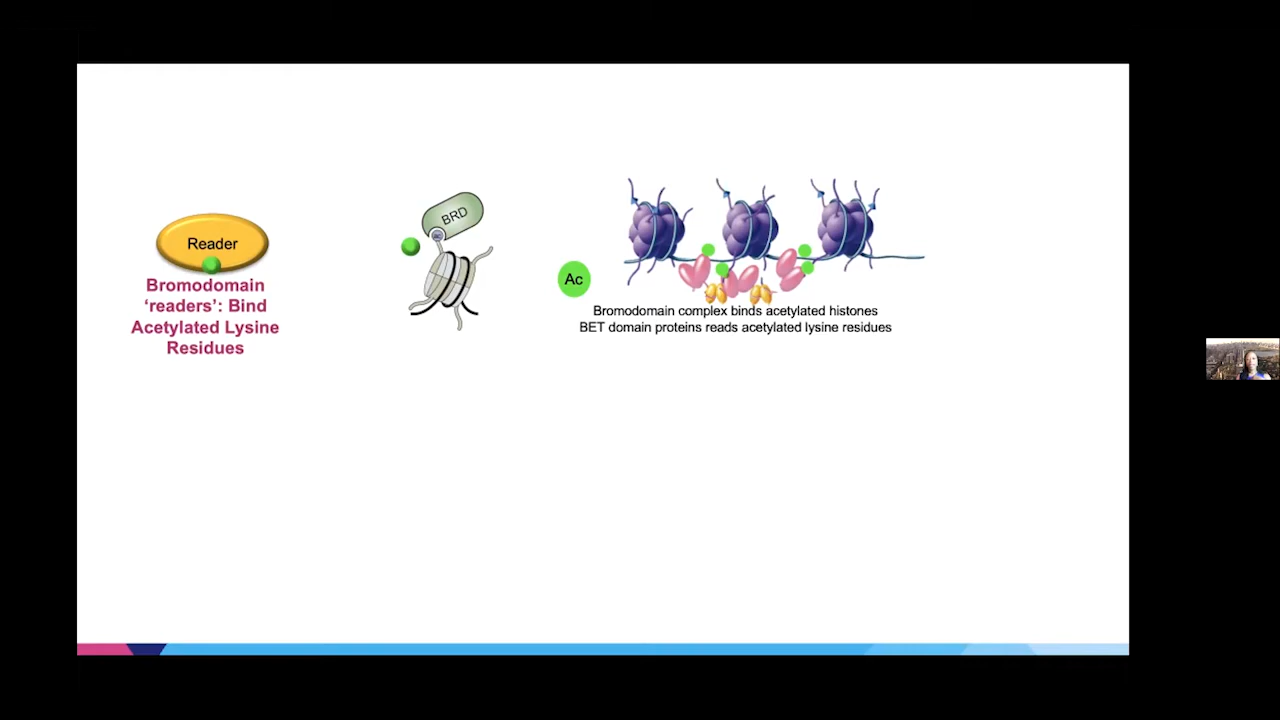 Reader
Bromodomain
‘readers’: Bind
Acetylated Lysine
Residues
BRD
Ac
Bromodomain complex binds acetylated histones
BET domain proteins reads acetylated lysine residues